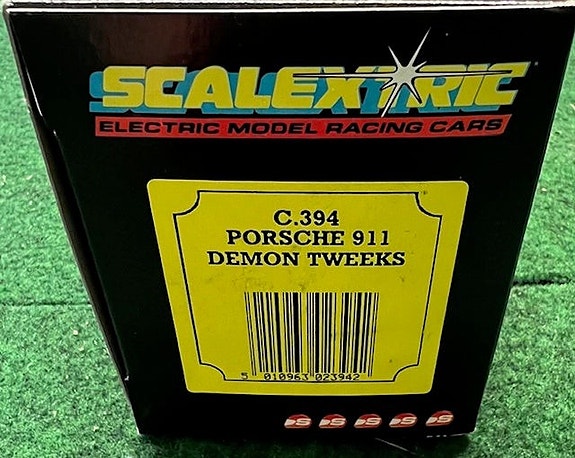 SCALEXTRIC
ELECTRIC MODEL RACING CARS
C.394
PORSCHE 911
DEMON TWEEKS
5 010963 023942